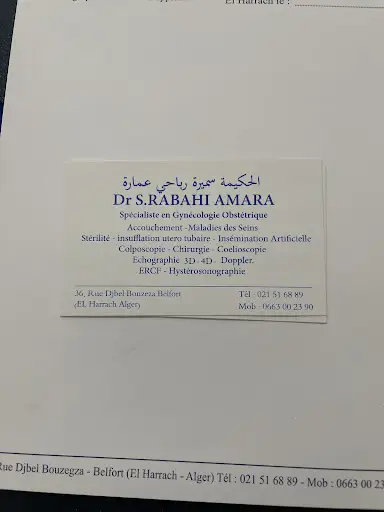 El Harrach le :
الحكيمة سميرة رباحي عمارة
Dr S.RABAHI AMARA
Spécialiste en Gynécologie Obstétrique
Accouchement -Maladies des Seins
Stérilité - insufflation utero tubaire - Insémination Artificielle
Colposcopie - Chirurgie - Coelioscopie
Echographie 3D - 4D - Doppler.
ERCF - Hystérosonographie
36, Rue Djbel Bouzeza Belfort Tél : 021 51 68 89
(EL Harrach Alger) Mob : 0663 00 23 90
Rue Djbel Bouzegza - Belfort (El Harrach - Alger) Tél : 021 51 68 89 - Mob : 0663 00 23